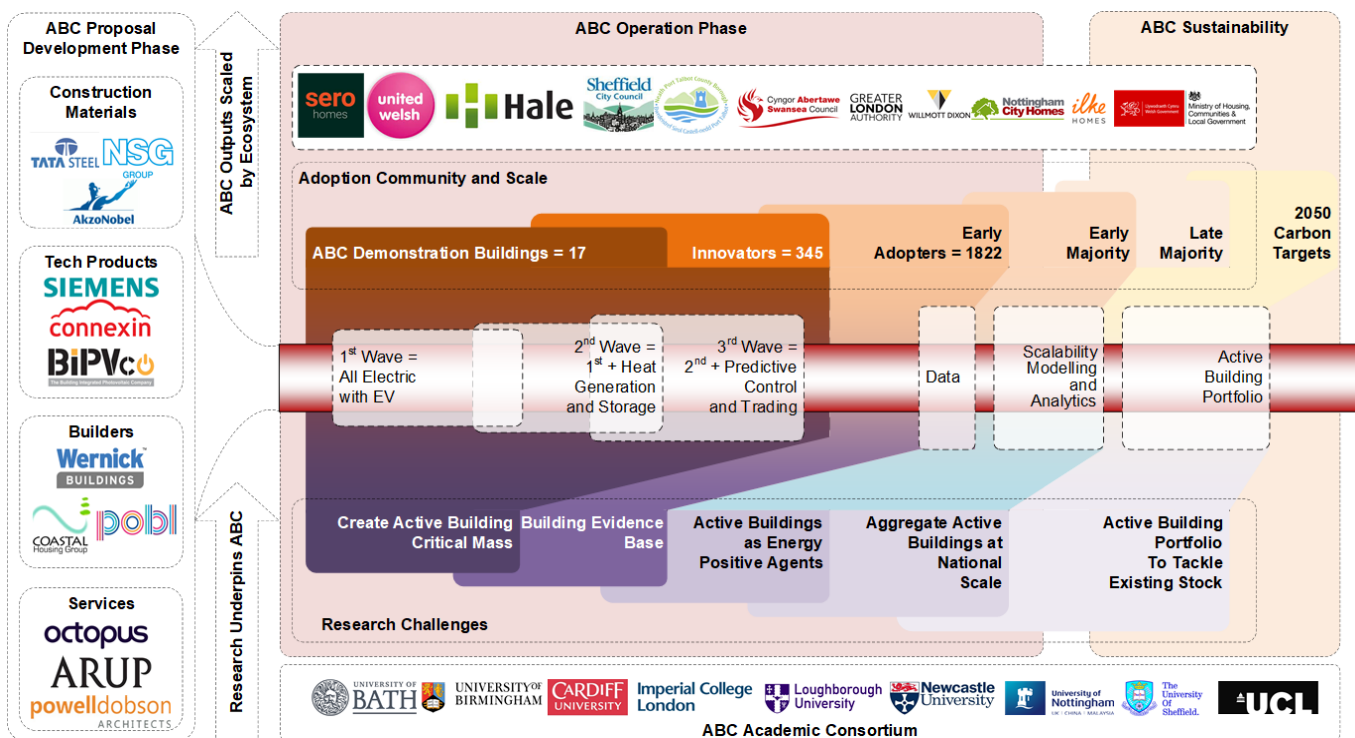 ABC Proposal
Development Phase
Construction
Materials
TATA STEEL
NSG
GROUP
AkzoNobel
Tech Products
SIEMENS
connexin
BiPVco
The Building Integrated Photovoltaic Company
Builders
Wernick
BUILDINGS
COASTAL
Housing Group
pobl
Services
octopus
ARUP
powelldobson
ARCHITECTS
ABC Outputs Scaled
by Ecosystem
Research Underpins ABC
ABC Operation Phase
ABC Sustainability
sero
homes
united
welsh
Hale
Sheffield
City Council
Cyngor Abertawe
Swansea Council
GREATER
LONDON
AUTHORITY
WILLMOTT DIXON
Nottingham
City Homes
ilke
HOMES
Llywodraeth Cymru
Welsh Government
Ministry of Housing,
Communities &
Local Government
Adoption Community and Scale
ABC Demonstration Buildings = 17
Innovators = 345
Early
Adopters = 1822
Early
Majority
Late
Majority
2050
Carbon
Targets
1st Wave =
All Electric
with EV
2nd Wave =
1st + Heat
Generation
and Storage
3rd Wave =
2nd + Predictive
Control
and Trading
Data
Scalability
Modelling
and
Analytics
Active
Building
Portfolio
Create Active Building
Critical Mass
Building Evidence
Base
Active Buildings
as Energy
Positive Agents
Aggregate Active
Buildings at
National
Scale
Active Building
Portfolio
To Tackle
Existing Stock
Research Challenges
UNIVERSITY OF
BATH
UNIVERSITY OF
BIRMINGHAM
CARDIFF
UNIVERSITY
Imperial College
London
Loughborough
University
Newcastle
University
University of
Nottingham
UK | CHINA | MALAYSIA
The
University
Of
Sheffield.
UCL
ABC Academic Consortium